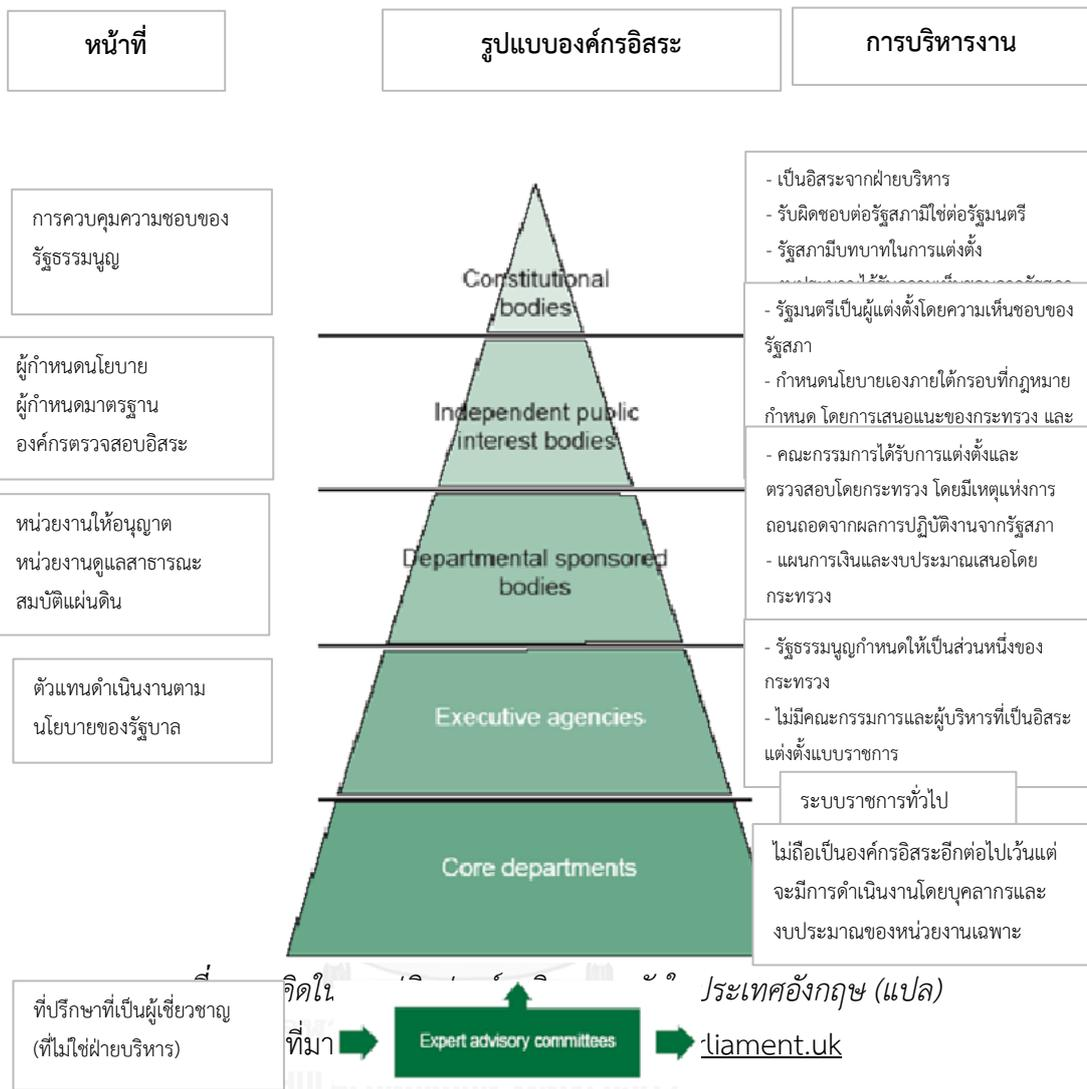 หน้าที่
รูปแบบองค์กรอิสระ
การบริหารงาน
การควบคุมความชอบของ
รัฐธรรมนูญ
Constitutional
bodies
- เป็นอิสระจากฝ่ายบริหาร
- รับผิดชอบต่อรัฐสภามิใช่ต่อรัฐมนตรี
- รัฐสภามีบทบาทในการแต่งตั้ง
ผู้กำหนดนโยบาย
ผู้กำหนดมาตรฐาน
องค์กรตรวจสอบอิสระ
Independent public
interest bodies
- รัฐมนตรีเป็นผู้แต่งตั้งโดยความเห็นชอบของ
รัฐสภา
- กำหนดนโยบายเองภายใต้กรอบที่กฎหมาย
กำหนด โดยการเสนอแนะของกระทรวง และ
หน่วยงานให้อนุญาต
หน่วยงานดูแลสาธารณะ
สมบัติแผ่นดิน
Departmental sponsored
bodies
- คณะกรรมการได้รับการแต่งตั้งและ
ตรวจสอบโดยกระทรวง โดยมีเหตุแห่งการ
ถอนถอดจากผลการปฏิบัติงานจากรัฐสภา
- แผนการเงินและงบประมาณเสนอโดย
กระทรวง
ตัวแทนดำเนินงานตาม
นโยบายของรัฐบาล
Executive agencies
- รัฐธรรมนูญกำหนดให้เป็นส่วนหนึ่งของ
กระทรวง
- ไม่มีคณะกรรมการและผู้บริหารที่เป็นอิสระ
แต่งตั้งแบบราชการ
ระบบราชการทั่วไป
Core departments
ไม่ถือเป็นองค์กรอิสระอีกต่อไปเว้นแต่
จะมีการดำเนินงานโดยบุคลากรและ
งบประมาณของหน่วยงานเฉพาะ
ประเทศอังกฤษ (แปล)
ที่ปรึกษาที่เป็นผู้เชี่ยวชาญ
(ที่ไม่ใช่ฝ่ายบริหาร)
ที่มา
Expert advisory committees
rliament.uk